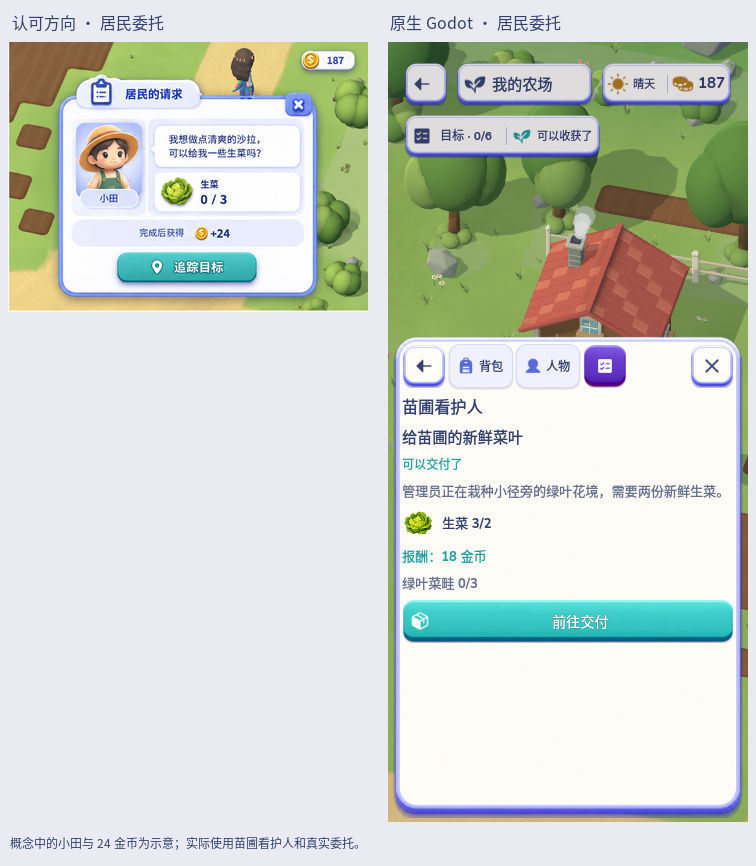 认可方向 · 居民委托
187
居民的请求
我想做点清爽的沙拉，
可以给我一些生菜吗？
小田
生菜
0 / 3
完成后获得 +24
追踪目标
原生 Godot · 居民委托
我的农场
晴天 187
目标 · 0/6 可以收获了
背包 人物
苗圃看护人
给苗圃的新鲜菜叶
可以交付了
管理员正在栽种小径旁的绿叶花境，需要两份新鲜生菜。
生菜 3/2
报酬：18 金币
绿叶菜畦 0/3
前往交付
概念中的小田与 24 金币为示意；实际使用苗圃看护人和真实委托。